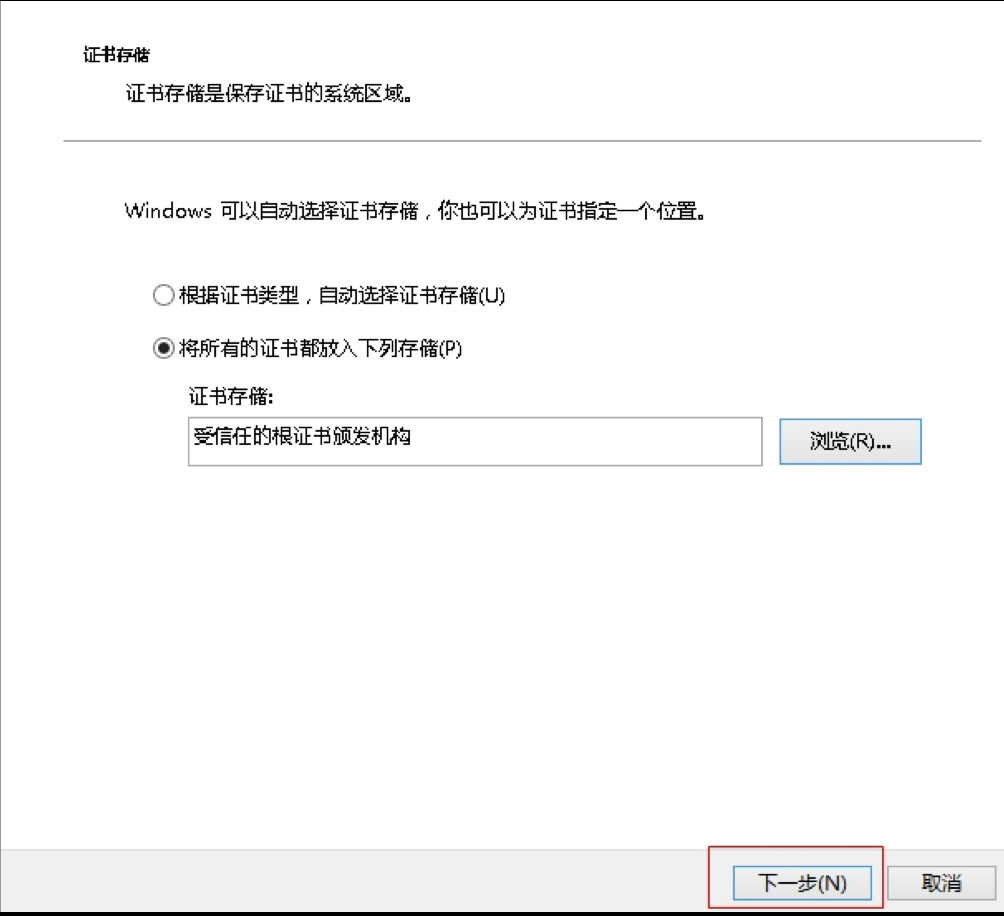 证书存储
证书存储是保存证书的系统区域。
Windows 可以自动选择证书存储，你也可以为证书指定一个位置。
根据证书类型，自动选择证书存储(U)
将所有的证书都放入下列存储(P)
证书存储:
受信任的根证书颁发机构
浏览(R)...
下一步(N)
取消